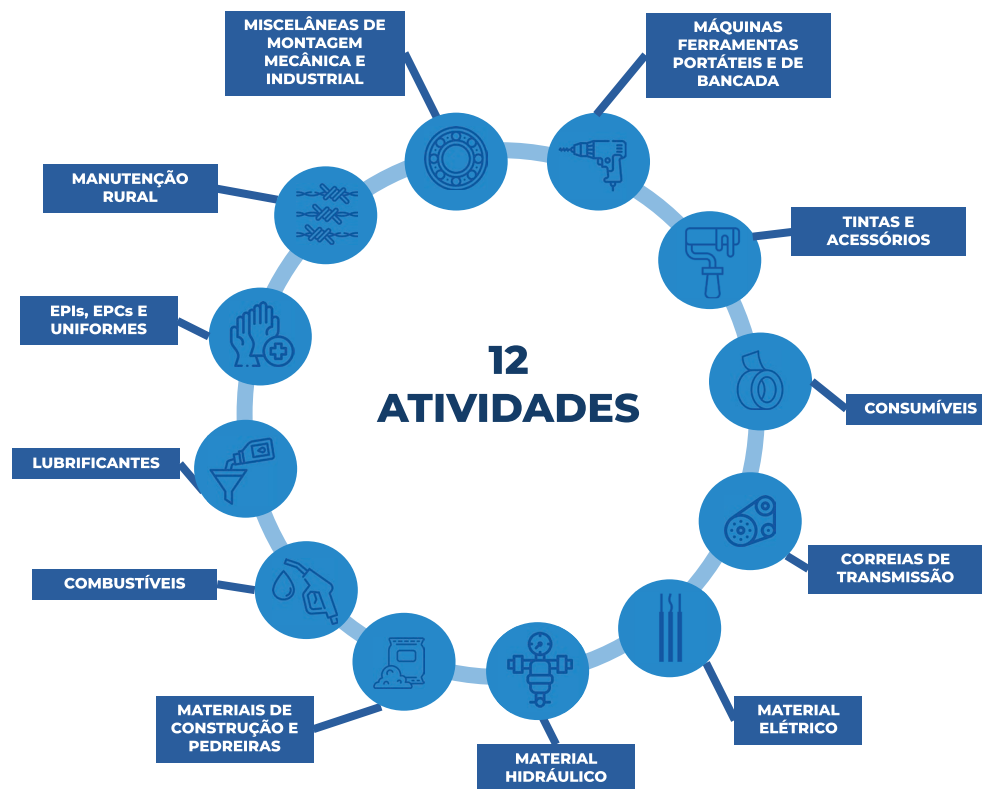 MISCELÂNEAS DE
MONTAGEM
MECÂNICA E
INDUSTRIAL
MÁQUINAS
FERRAMENTAS
PORTÁTEIS E DE
BANCADA
MANUTENÇÃO
RURAL
TINTAS E
ACESSÓRIOS
EPIs, EPCs E
UNIFORMES
12
ATIVIDADES
CONSUMÍVEIS
LUBRIFICANTES
CORREIAS DE
TRANSMISSÃO
COMBUSTÍVEIS
MATERIAIS DE
CONSTRUÇÃO E
PEDREIRAS
MATERIAL
ELÉTRICO
MATERIAL
HIDRÁULICO